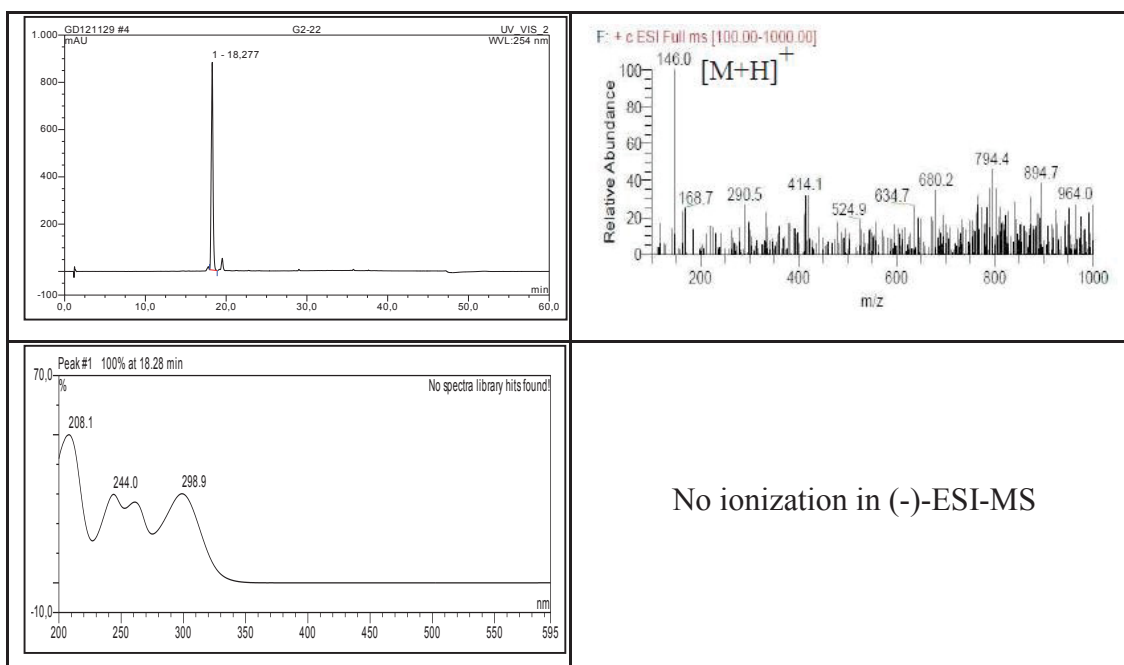 GD121129 #4 G2-22 UV_VIS_2
1.000 mAU WVL:254 nm
1 - 18,277
800
600
400
200
0
-100
min
0,0 10,0 20,0 30,0 40,0 50,0 60,0
F: + c ESI Full ms [100.00-1000.00]
146.0 [M+H]+
100
80
60
40
20
0
Relative Abundance
168.7 290.5 414.1 524.9 634.7 680.2 794.4 894.7 964.0
200 400 600 800 1000
m/z
Peak #1 100% at 18.28 min
70,0
% No spectra library hits found!
208.1
244.0 298.9
-10,0
nm
200 250 300 350 400 450 500 550 595
No ionization in (-)-ESI-MS